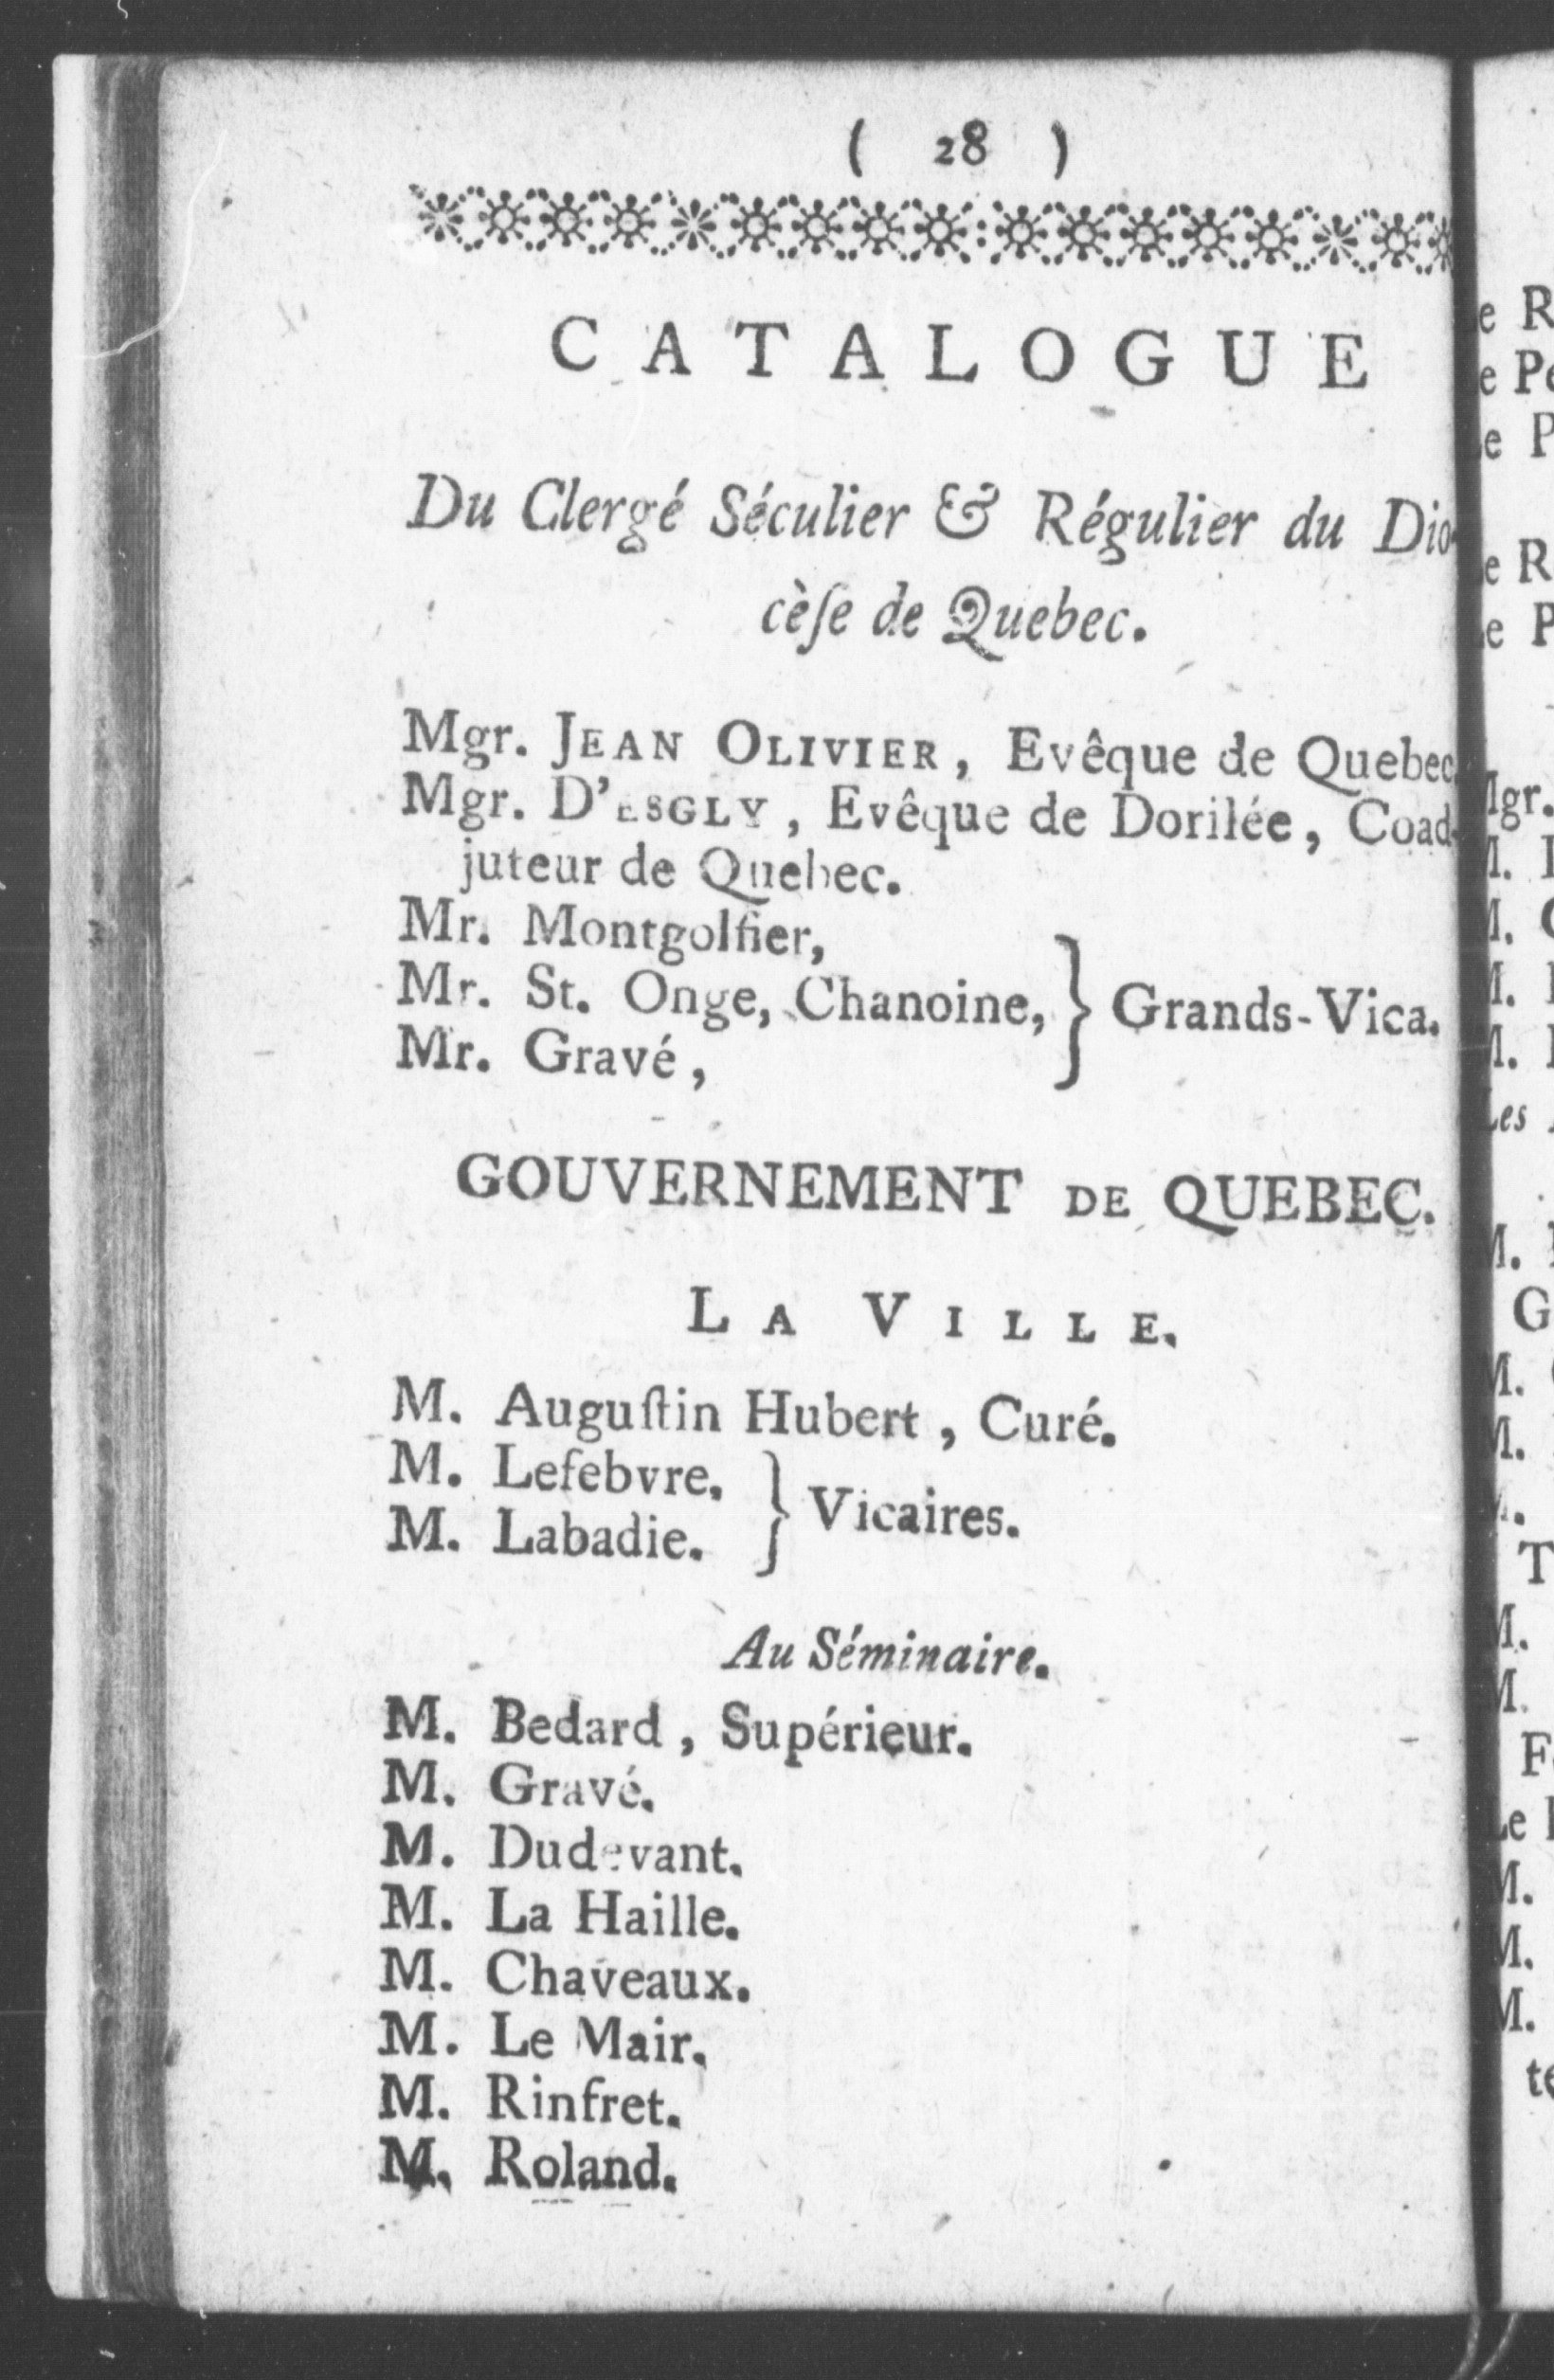 ( 28 )
CATALOGUE
Du Clergé Séculier & Régulier du Dio-
cèſe de Quebec.
Mgr. JEAN OLIVIER, Evêque de Quebec.
Mgr. D'ESGLY, Evêque de Dorilée, Coad-
juteur de Quebec.
Mr. Montgolfier,
Mr. St. Onge, Chanoine, } Grands-Vica.
Mr. Gravé,
GOUVERNEMENT DE QUEBEC.
LA VILLE.
M. Auguſtin Hubert, Curé.
M. Lefebvre,
} Vicaires.
M. Labadie.
Au Séminaire.
M. Bedard, Supérieur.
M. Gravé.
M. Dudevant.
M. La Haille.
M. Chaveaux.
M. Le Mair.
M. Rinfret.
M. Roland.